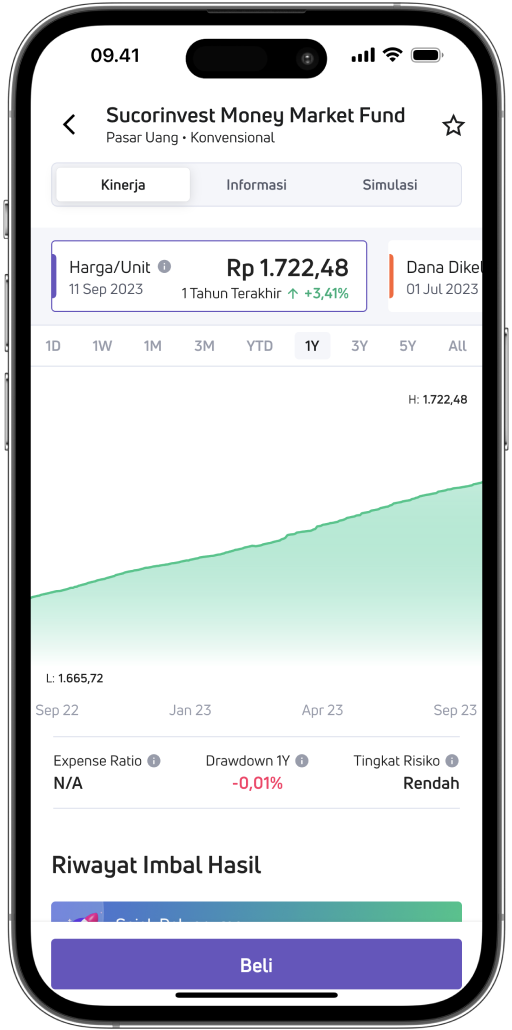 09.41
Sucorinvest Money Market Fund
Pasar Uang • Konvensional
Kinerja Informasi Simulasi
Harga/Unit Rp 1.722,48
11 Sep 2023 1 Tahun Terakhir ↑ +3,41%
Dana Dikel
01 Jul 2023
1D 1W 1M 3M YTD 1Y 3Y 5Y All
H: 1.722,48
L: 1.665,72
Sep 22 Jan 23 Apr 23 Sep 23
Expense Ratio Drawdown 1Y Tingkat Risiko
N/A -0,01% Rendah
Riwayat Imbal Hasil
Beli